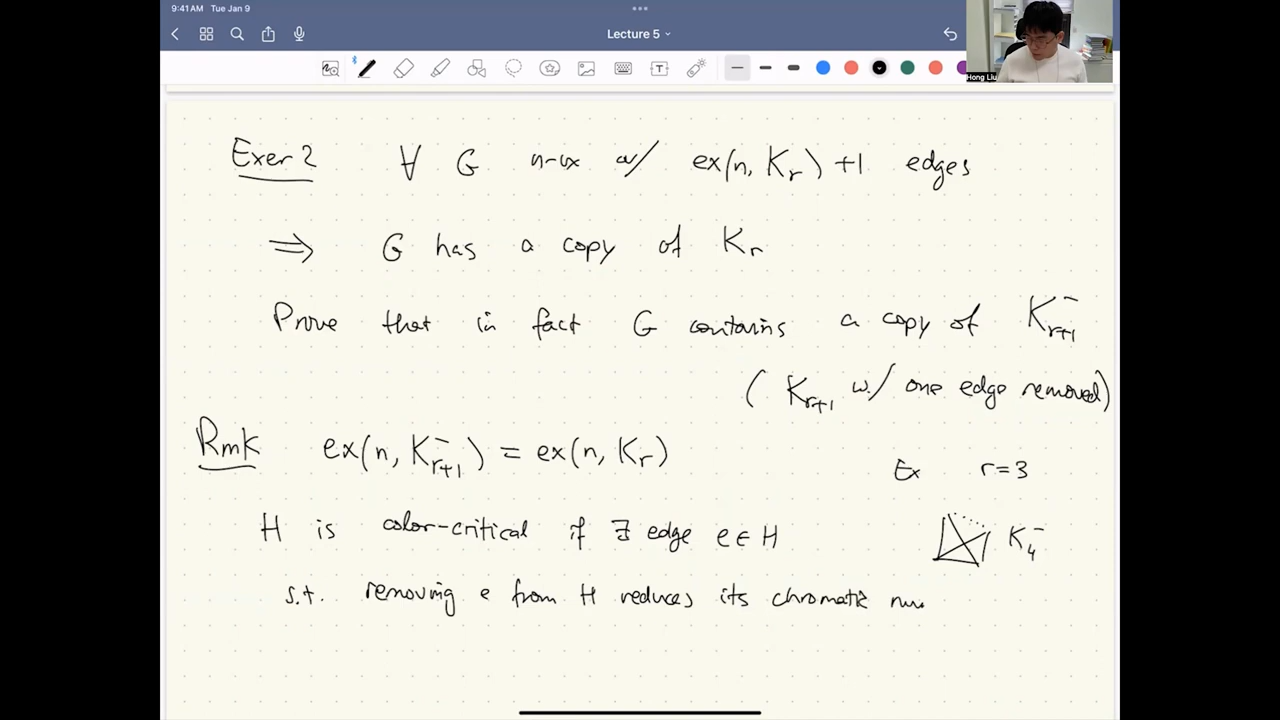 9:41 AM Tue Jan 9
Lecture 5
Hong Liu
Exer 2 ∀ G n-vx w/ ex(n, K_r) + 1 edges
⇒ G has a copy of K_r
Prove that in fact G contains a copy of K_{r+1}^-
( K_{r+1} w/ one edge removed)
Rmk ex(n, K_{r+1}^-) = ex(n, K_r)
Ex r=3
H is color-critical if ∃ edge e ∈ H
K_4^-
s.t. removing e from H reduces its chromatic nu